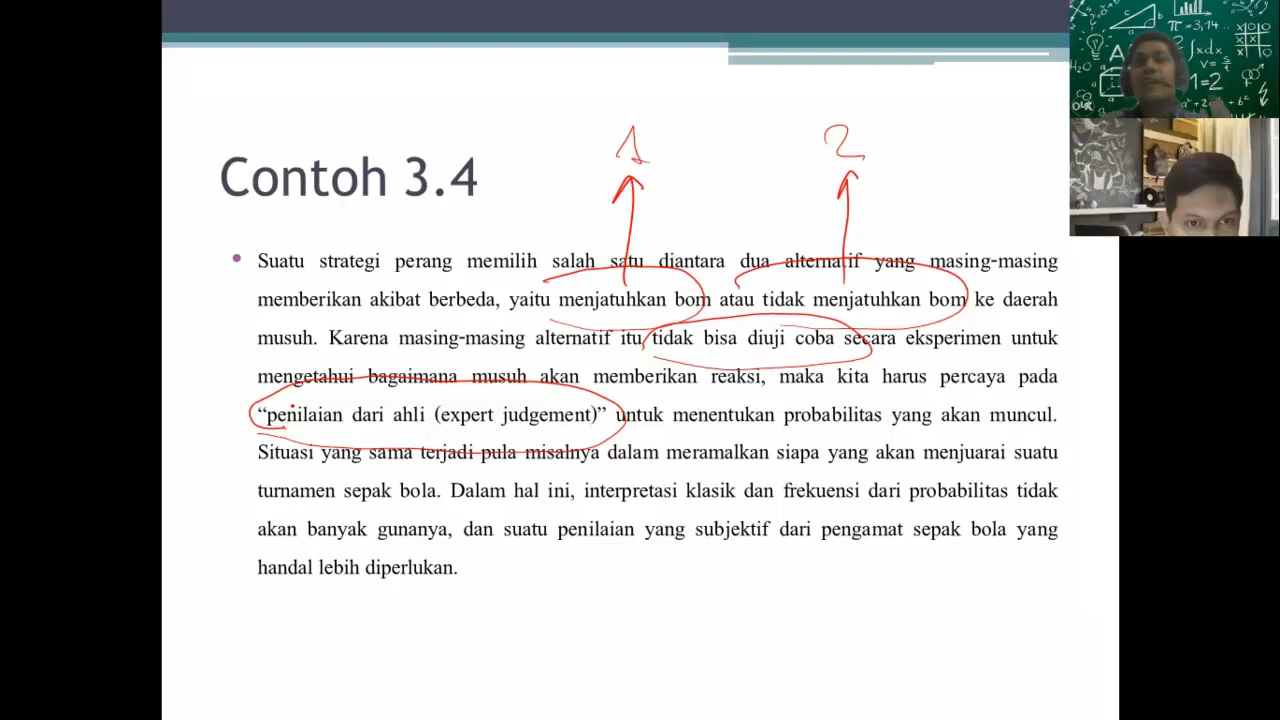 1 2
Contoh 3.4
• Suatu strategi perang memilih salah satu diantara dua alternatif yang masing-masing
memberikan akibat berbeda, yaitu menjatuhkan bom atau tidak menjatuhkan bom ke daerah
musuh. Karena masing-masing alternatif itu tidak bisa diuji coba secara eksperimen untuk
mengetahui bagaimana musuh akan memberikan reaksi, maka kita harus percaya pada
“penilaian dari ahli (expert judgement)” untuk menentukan probabilitas yang akan muncul.
Situasi yang sama terjadi pula misalnya dalam meramalkan siapa yang akan menjuarai suatu
turnamen sepak bola. Dalam hal ini, interpretasi klasik dan frekuensi dari probabilitas tidak
akan banyak gunanya, dan suatu penilaian yang subjektif dari pengamat sepak bola yang
handal lebih diperlukan.
π = 3,14
∫xdx
1=2